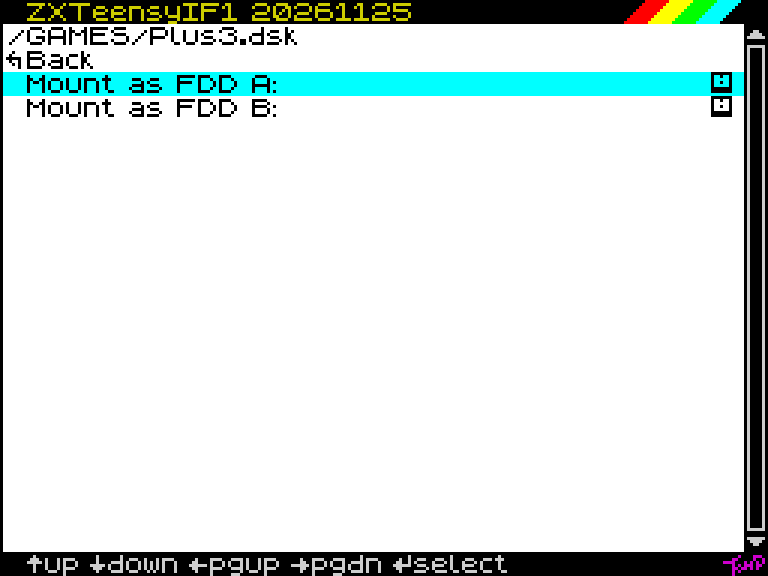 ZXTeensyIF1 20261125
/GAMES/Plus3.dsk
↰Back
Mount as FDD A:
Mount as FDD B:
↑up ↓down ←pgup →pgdn ↵select